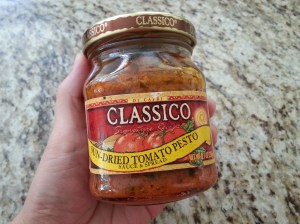 CLASSICO
CLASSICO
SUN-DRIED TOMATO PESTO
SAUCE & SPREAD